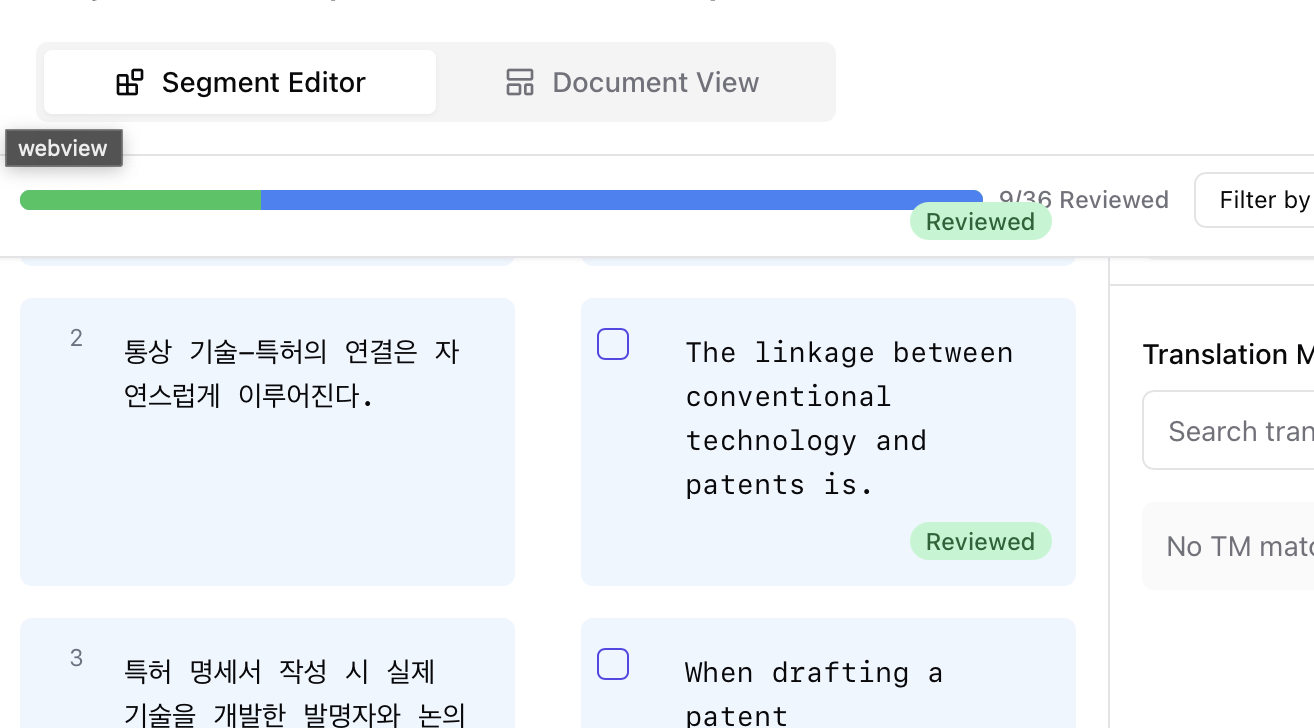 Segment Editor
Document View
webview
9/36 Reviewed
Filter by
Reviewed
2
통상 기술–특허의 연결은 자
연스럽게 이루어진다.
The linkage between
conventional
technology and
patents is.
Reviewed
Translation M
Search tran
No TM matc
3
특허 명세서 작성 시 실제
기술을 개발한 발명자와 논의
When drafting a
patent